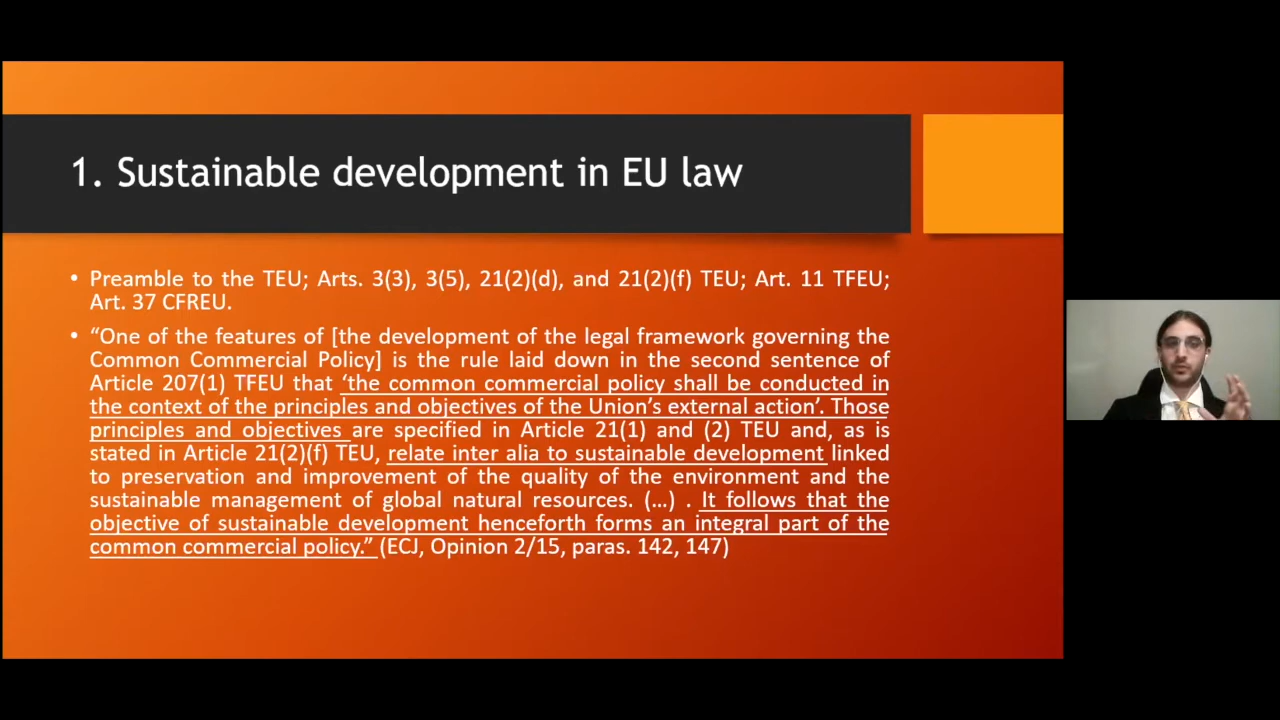 1. Sustainable development in EU law
• Preamble to the TEU; Arts. 3(3), 3(5), 21(2)(d), and 21(2)(f) TEU; Art. 11 TFEU;
Art. 37 CFREU.
• “One of the features of [the development of the legal framework governing the
Common Commercial Policy] is the rule laid down in the second sentence of
Article 207(1) TFEU that ‘the common commercial policy shall be conducted in
the context of the principles and objectives of the Union’s external action’. Those
principles and objectives are specified in Article 21(1) and (2) TEU and, as is
stated in Article 21(2)(f) TEU, relate inter alia to sustainable development linked
to preservation and improvement of the quality of the environment and the
sustainable management of global natural resources. (…) . It follows that the
objective of sustainable development henceforth forms an integral part of the
common commercial policy.” (ECJ, Opinion 2/15, paras. 142, 147)